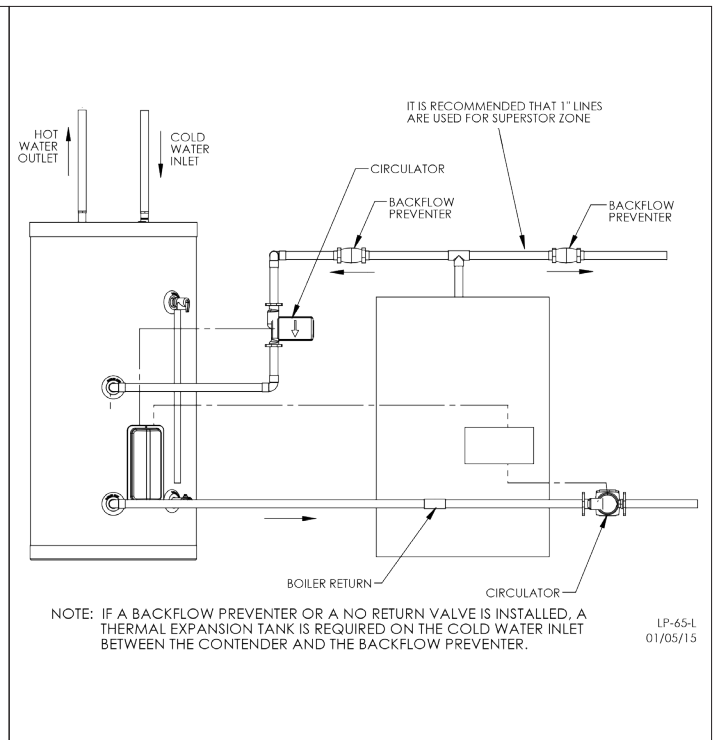 IT IS RECOMMENDED THAT 1" LINES
ARE USED FOR SUPERSTOR ZONE
HOT
WATER
OUTLET
COLD
WATER
INLET
CIRCULATOR
BACKFLOW
PREVENTER
BACKFLOW
PREVENTER
BOILER RETURN
CIRCULATOR
NOTE: IF A BACKFLOW PREVENTER OR A NO RETURN VALVE IS INSTALLED, A
THERMAL EXPANSION TANK IS REQUIRED ON THE COLD WATER INLET
BETWEEN THE CONTENDER AND THE BACKFLOW PREVENTER.
LP-65-L
01/05/15